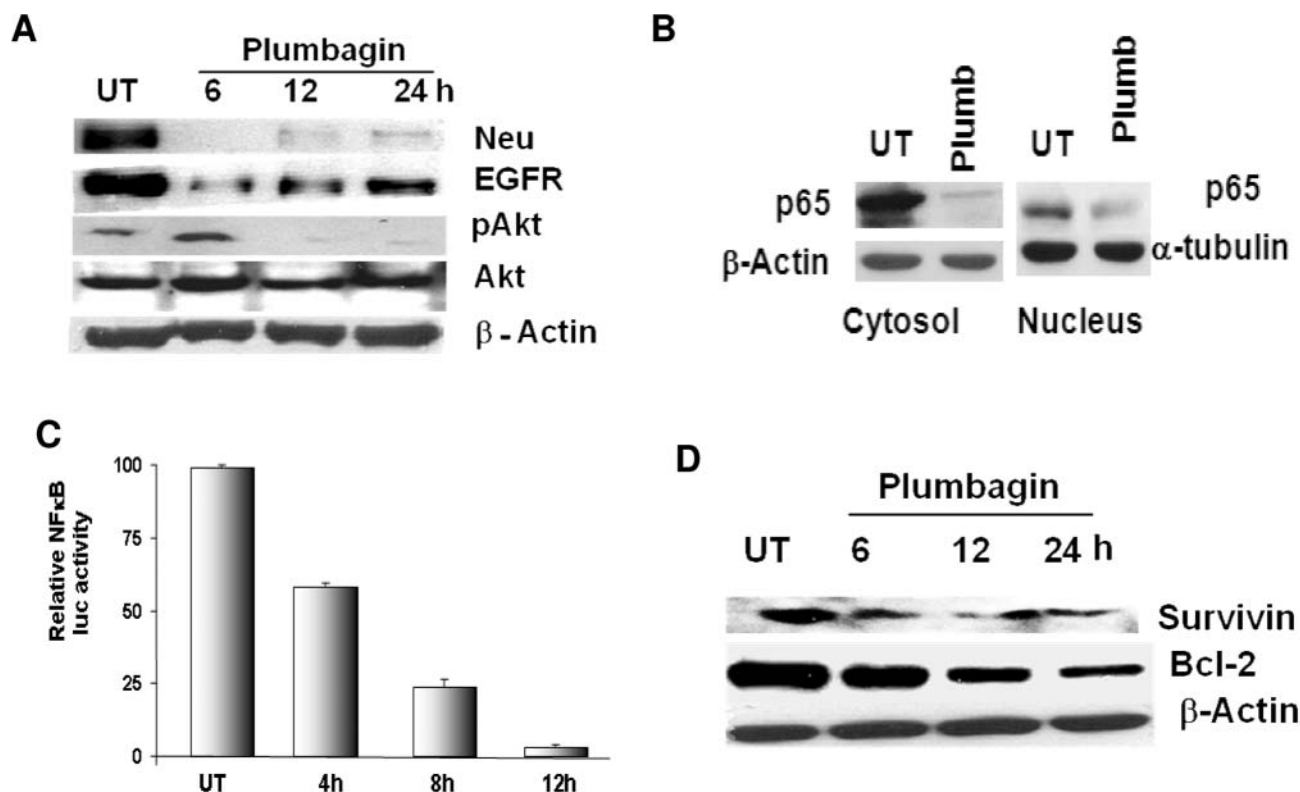 A
Plumbagin
UT 6 12 24 h
Neu
EGFR
pAkt
Akt
β - Actin
B
UT Plumb UT Plumb
p65 p65
β-Actin α-tubulin
Cytosol Nucleus
C
Relative NFκB
luc activity
100
75
50
25
0
UT 4h 8h 12h
D
Plumbagin
UT 6 12 24 h
Survivin
Bcl-2
β-Actin